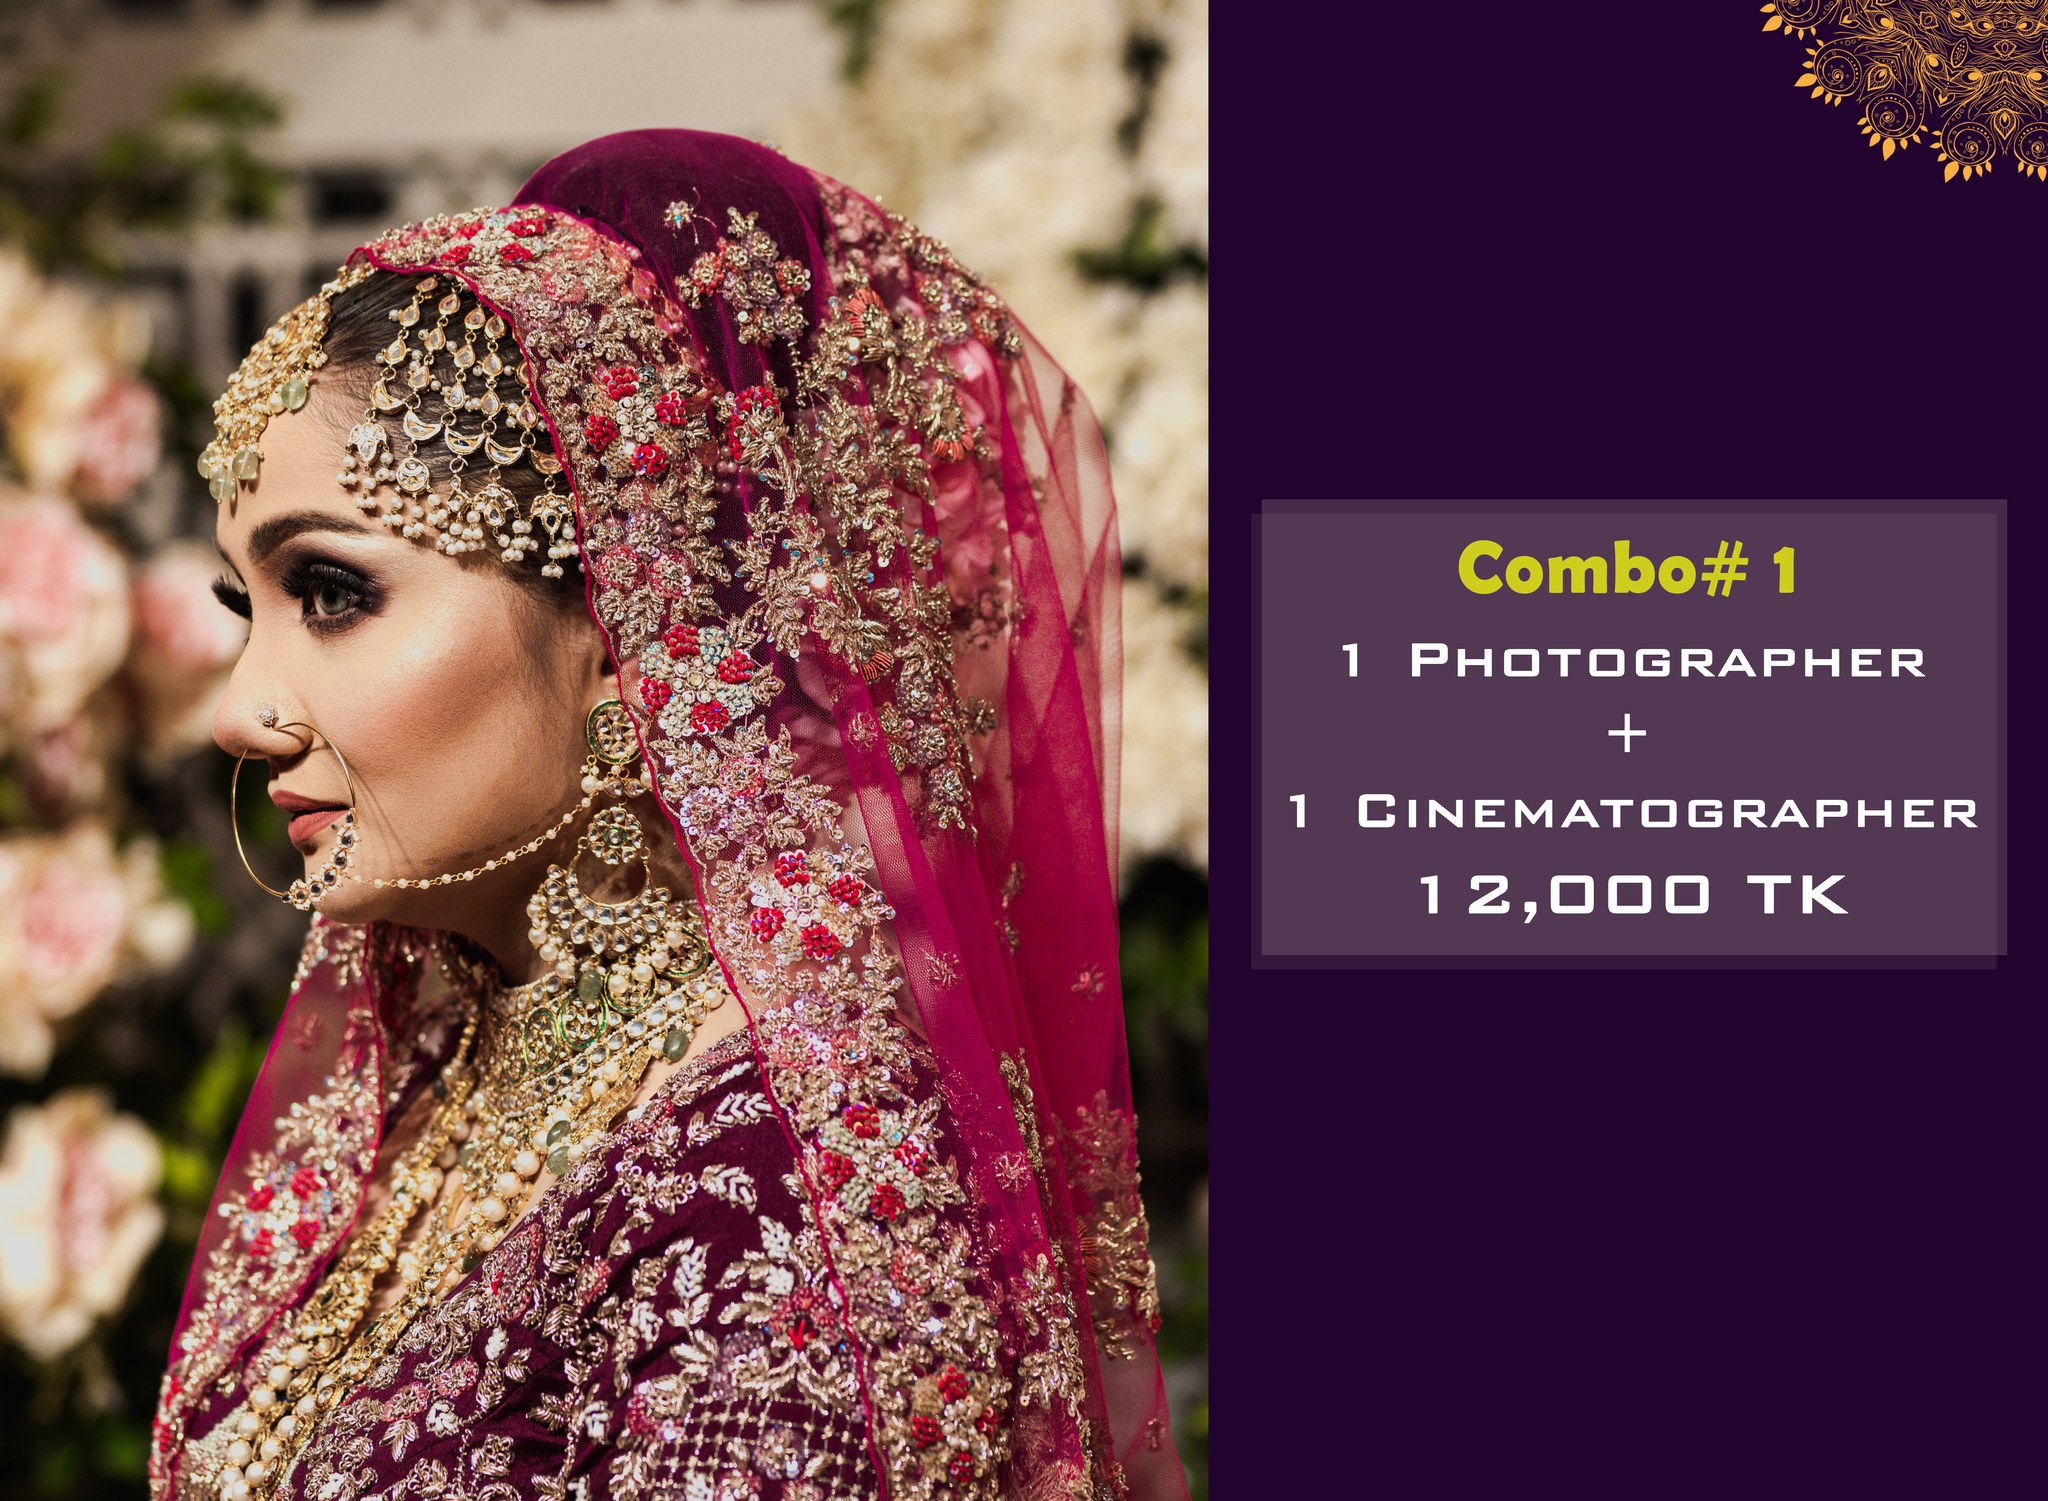 Combo# 1
1 Photographer
+
1 Cinematographer
12,000 TK